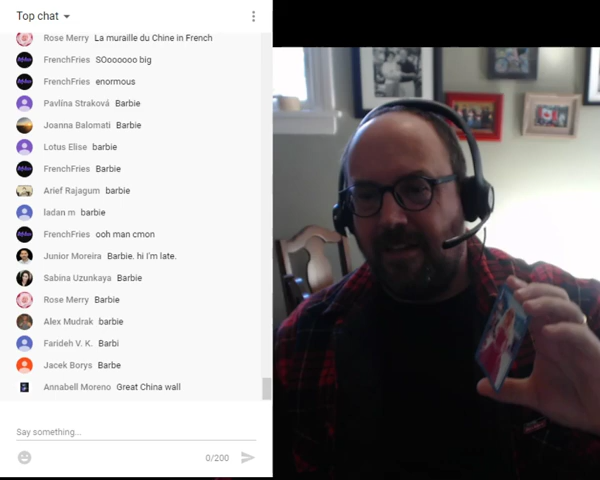 Top chat
Rose Merry La muraille du Chine in French
FrenchFries SOoooooo big
FrenchFries enormous
Pavlína Straková Barbie
Joanna Balomati Barbie
Lotus Elise barbie
FrenchFries Barbie
Arief Rajagum barbie
ladan m barbie
FrenchFries ooh man cmon
Junior Moreira Barbie. hi I'm late.
Sabina Uzunkaya Barbie
Rose Merry Barbie
Alex Mudrak barbie
Farideh V. K. Barbi
Jacek Borys Barbe
Annabell Moreno Great China wall
Say something...
0/200